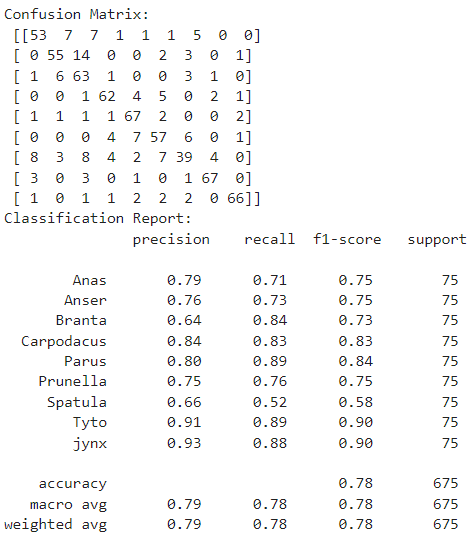 Confusion Matrix:
[[53 7 7 1 1 1 5 0 0]
[ 0 55 14 0 0 2 3 0 1]
[ 1 6 63 1 0 0 3 1 0]
[ 0 0 1 62 4 5 0 2 1]
[ 1 1 1 1 67 2 0 0 2]
[ 0 0 0 4 7 57 6 0 1]
[ 8 3 8 4 2 7 39 4 0]
[ 3 0 3 0 1 0 1 67 0]
[ 1 0 1 1 2 2 2 0 66]]
Classification Report:
precision recall f1-score support
Anas 0.79 0.71 0.75 75
Anser 0.76 0.73 0.75 75
Branta 0.64 0.84 0.73 75
Carpodacus 0.84 0.83 0.83 75
Parus 0.80 0.89 0.84 75
Prunella 0.75 0.76 0.75 75
Spatula 0.66 0.52 0.58 75
Tyto 0.91 0.89 0.90 75
jynx 0.93 0.88 0.90 75
accuracy 0.78 675
macro avg 0.79 0.78 0.78 675
weighted avg 0.79 0.78 0.78 675